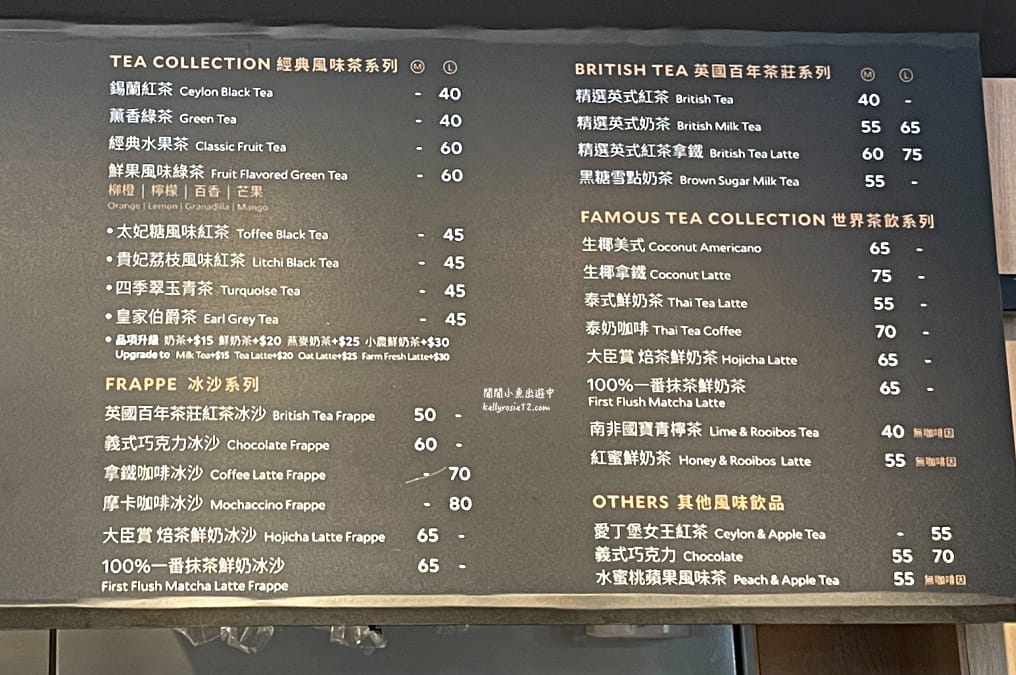 TEA COLLECTION 經典風味茶系列 Ⓜ Ⓛ
錫蘭紅茶 Ceylon Black Tea - 40
薰香綠茶 Green Tea - 40
經典水果茶 Classic Fruit Tea - 60
鮮果風味綠茶 Fruit Flavored Green Tea - 60
柳橙 | 檸檬 | 百香 | 芒果
Orange | Lemon | Granadilla | Mango
• 太妃糖風味紅茶 Toffee Black Tea - 45
• 貴妃荔枝風味紅茶 Litchi Black Tea - 45
• 四季翠玉青茶 Turquoise Tea - 45
• 皇家伯爵茶 Earl Grey Tea - 45
• 品項升級 奶茶+$15 鮮奶茶+$20 燕麥奶茶+$25 小農鮮奶茶+$30
Upgrade to Milk Tea+$15 Tea Latte+$20 Oat Latte+$25 Farm Fresh Latte+$30
FRAPPE 冰沙系列
英國百年茶莊紅茶冰沙 British Tea Frappe 50 -
義式巧克力冰沙 Chocolate Frappe 60 -
拿鐵咖啡冰沙 Coffee Latte Frappe - 70
摩卡咖啡冰沙 Mochaccino Frappe - 80
大臣賞 焙茶鮮奶冰沙 Hojicha Latte Frappe 65 -
100%一番抹茶鮮奶冰沙 65 -
First Flush Matcha Latte Frappe
BRITISH TEA 英國百年茶莊系列 Ⓜ Ⓛ
精選英式紅茶 British Tea 40 -
精選英式奶茶 British Milk Tea 55 65
精選英式紅茶拿鐵 British Tea Latte 60 75
黑糖雪點奶茶 Brown Sugar Milk Tea 55 -
FAMOUS TEA COLLECTION 世界茶飲系列
生椰美式 Coconut Americano 65 -
生椰拿鐵 Coconut Latte 75 -
泰式鮮奶茶 Thai Tea Latte 55 -
泰奶咖啡 Thai Tea Coffee 70 -
大臣賞 焙茶鮮奶茶 Hojicha Latte 65 -
100%一番抹茶鮮奶茶 65 -
First Flush Matcha Latte
南非國寶青檸茶 Lime & Rooibos Tea 40 無咖啡因
紅蜜鮮奶茶 Honey & Rooibos Latte 55 無咖啡因
OTHERS 其他風味飲品
愛丁堡女王紅茶 Ceylon & Apple Tea - 55
義式巧克力 Chocolate 55 70
水蜜桃蘋果風味茶 Peach & Apple Tea 55 無咖啡因
閒閒小魚出遊中
kellyrosie12.com